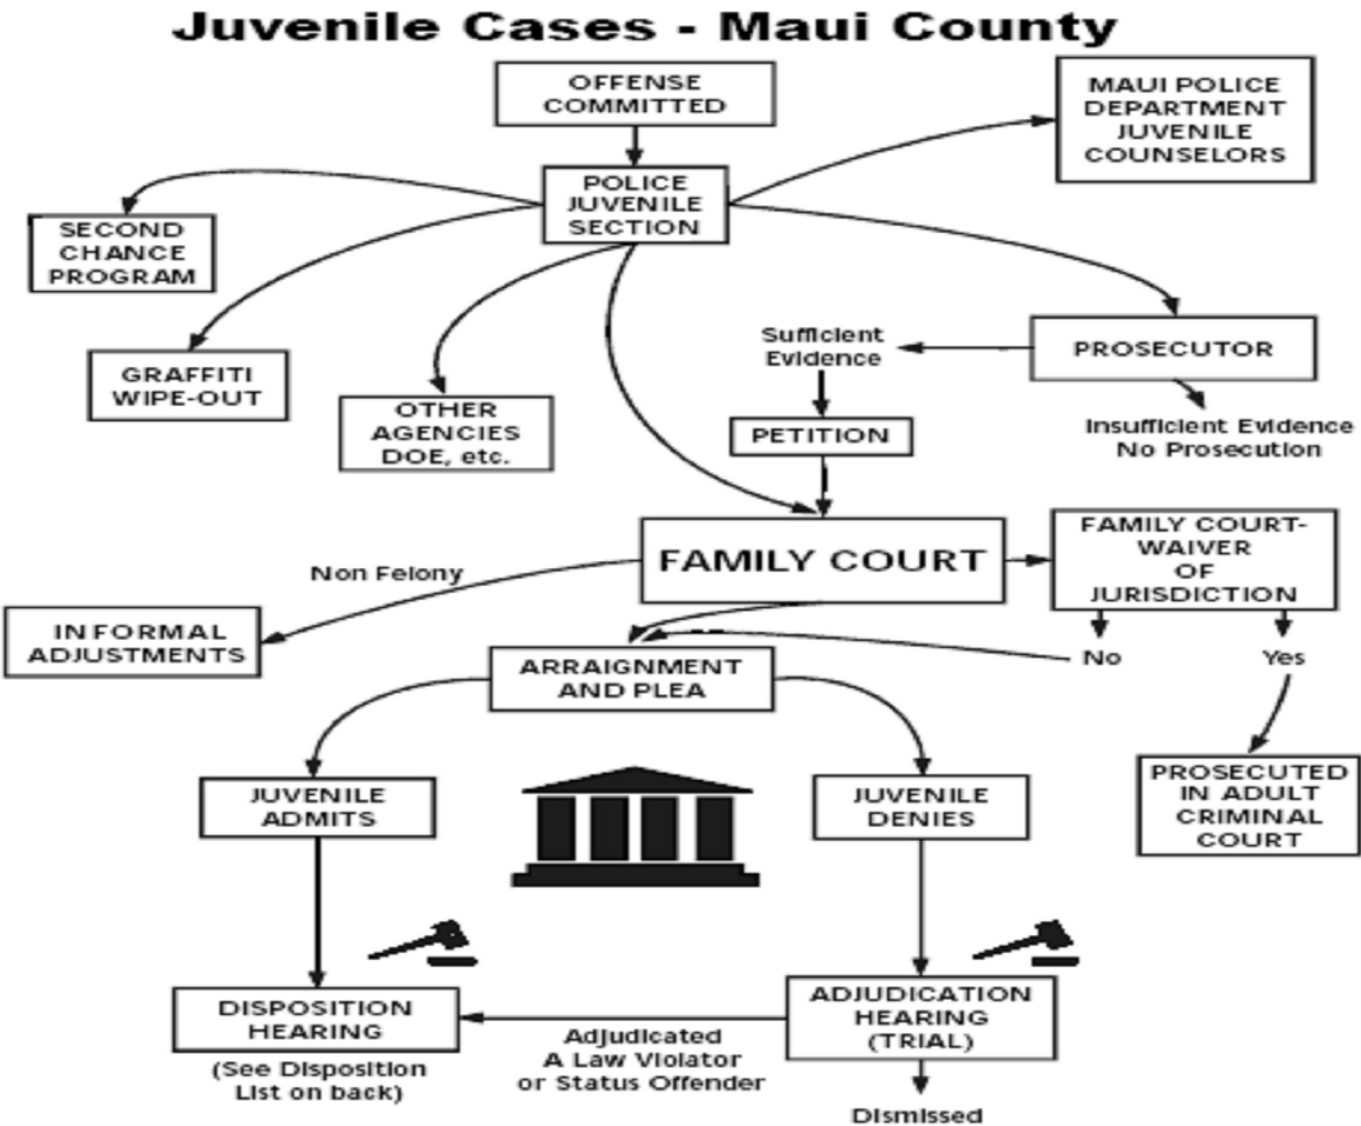 Juvenile Cases - Maui County
OFFENSE
COMMITTED
MAUI POLICE
DEPARTMENT
JUVENILE
COUNSELORS
POLICE
JUVENILE
SECTION
SECOND
CHANCE
PROGRAM
GRAFFITI
WIPE-OUT
OTHER
AGENCIES
DOE, etc.
Sufficient
Evidence
PROSECUTOR
PETITION
Insufficient Evidence
No Prosecution
FAMILY COURT
FAMILY COURT-
WAIVER
OF
JURISDICTION
Non Felony
INFORMAL
ADJUSTMENTS
ARRAIGNMENT
AND PLEA
No
Yes
JUVENILE
ADMITS
JUVENILE
DENIES
PROSECUTED
IN ADULT
CRIMINAL
COURT
DISPOSITION
HEARING
(See Disposition
List on back)
Adjudicated
A Law Violator
or Status Offender
ADJUDICATION
HEARING
(TRIAL)
Dismissed